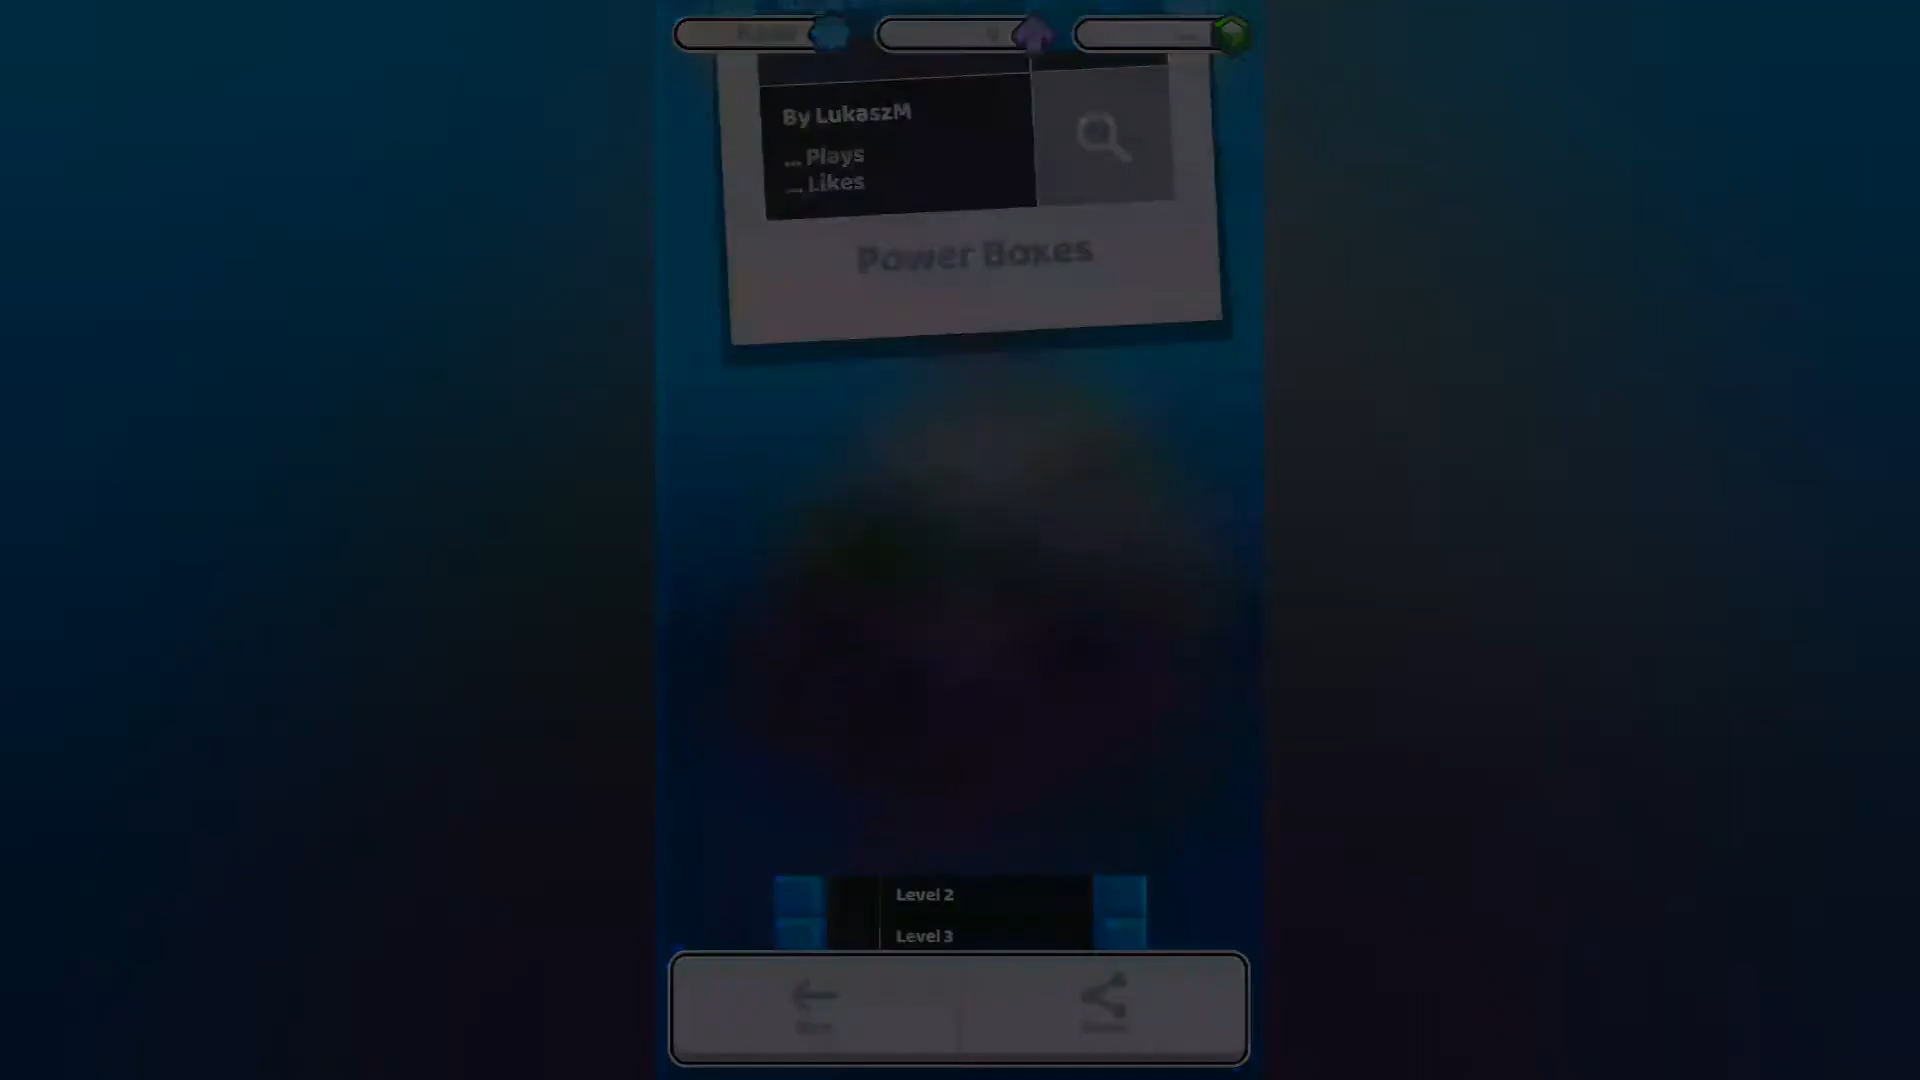 By LukaszM
... Plays
... Likes
Power Boxes
Level 2
Level 3